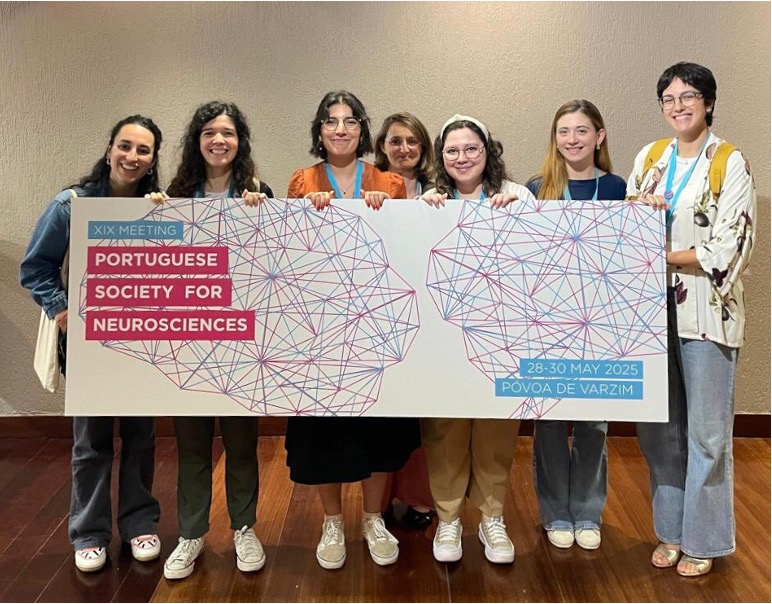 XIX MEETING
PORTUGUESE
SOCIETY FOR
NEUROSCIENCES
28-30 MAY 2025
PÓVOA DE VARZIM